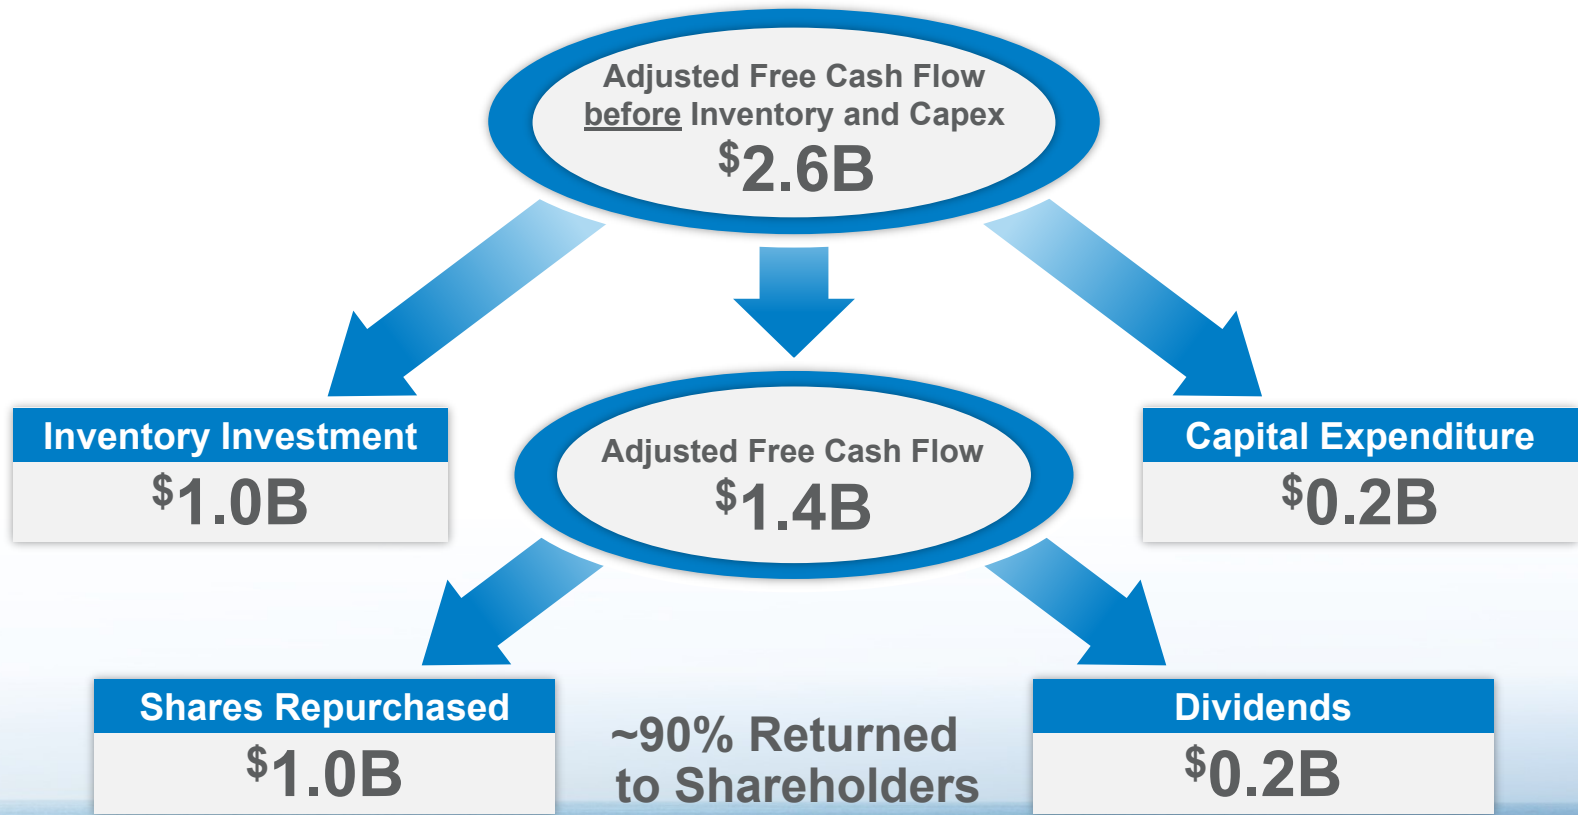 Adjusted Free Cash Flow
before Inventory and Capex
$2.6B
Inventory Investment
$1.0B
Adjusted Free Cash Flow
$1.4B
Capital Expenditure
$0.2B
Shares Repurchased
$1.0B
~90% Returned
to Shareholders
Dividends
$0.2B